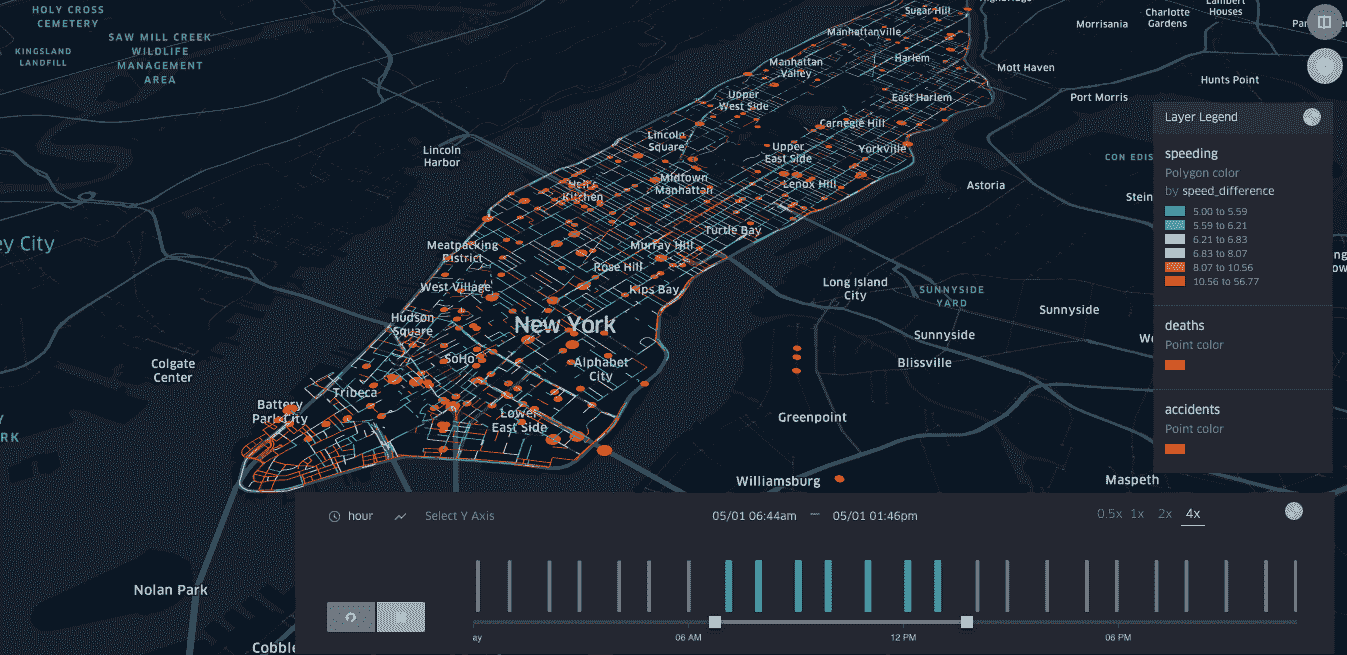 HOLY CROSS
CEMETERY
KINGSLAND
LANDFILL
SAW MILL CREEK
WILDLIFE
MANAGEMENT
AREA
Sugar Hill
Manhattanville
Manhattan
Valley
Harlem
Upper
West Side
East Harlem
Carnegie Hill
Lincoln
Square
Yorkville
Upper
East Side
Lenox Hill
Midtown
Manhattan
Hell's
Kitchen
Turtle Bay
Murray Hill
Meatpacking
District
Rose Hill
West Village
Kips Bay
New York
Hudson
Square
SoHo
Alphabet
City
Tribeca
Battery
Park City
Lower
East Side
Lincoln
Harbor
ey City
Colgate
Center
Nolan Park
Cobble
Morrisania
Charlotte
Gardens
Houses
Mott Haven
Hunts Point
Port Morris
CON EDIS
Astoria
Stein
Long Island
City
SUNNYSIDE
YARD
Sunnyside
Sunnyside
Blissville
Greenpoint
Williamsburg
Maspeth
Layer Legend
speeding
Polygon color
by speed_difference
5.00 to 5.59
5.59 to 6.21
6.21 to 6.83
6.83 to 8.07
8.07 to 10.56
10.56 to 56.77
deaths
Point color
accidents
Point color
hour
Select Y Axis
05/01 06:44am — 05/01 01:46pm
0.5x 1x 2x 4x
ey
06 AM
12 PM
06 PM